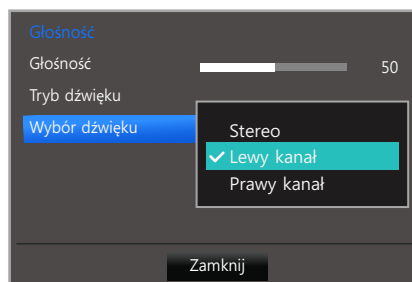 Głośność
Głośność 50
Tryb dźwięku
Wybór dźwięku
Stereo
Lewy kanał
Prawy kanał
Zamknij